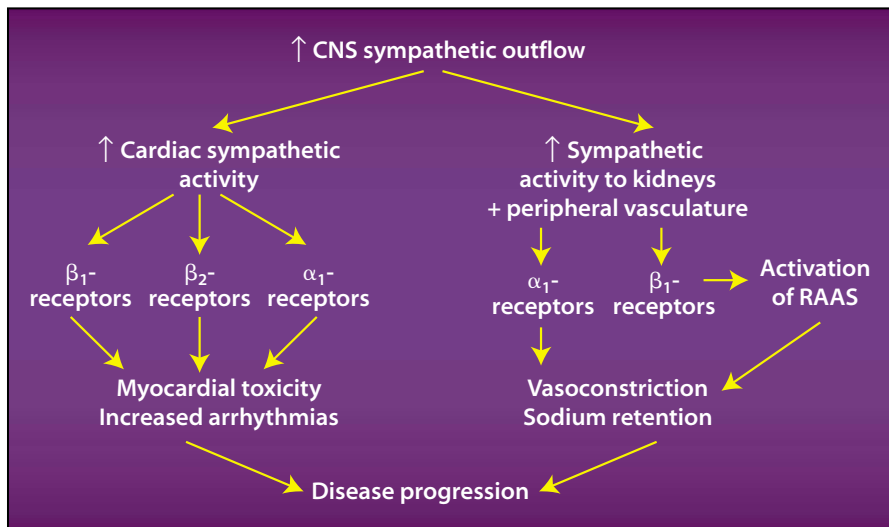 ↑ CNS sympathetic outflow
↑ Cardiac sympathetic
activity
↑ Sympathetic
activity to kidneys
+ peripheral vasculature
β₁-
receptors
β₂-
receptors
α₁-
receptors
α₁-
receptors
β₁-
receptors
Activation
of RAAS
Myocardial toxicity
Increased arrhythmias
Vasoconstriction
Sodium retention
Disease progression